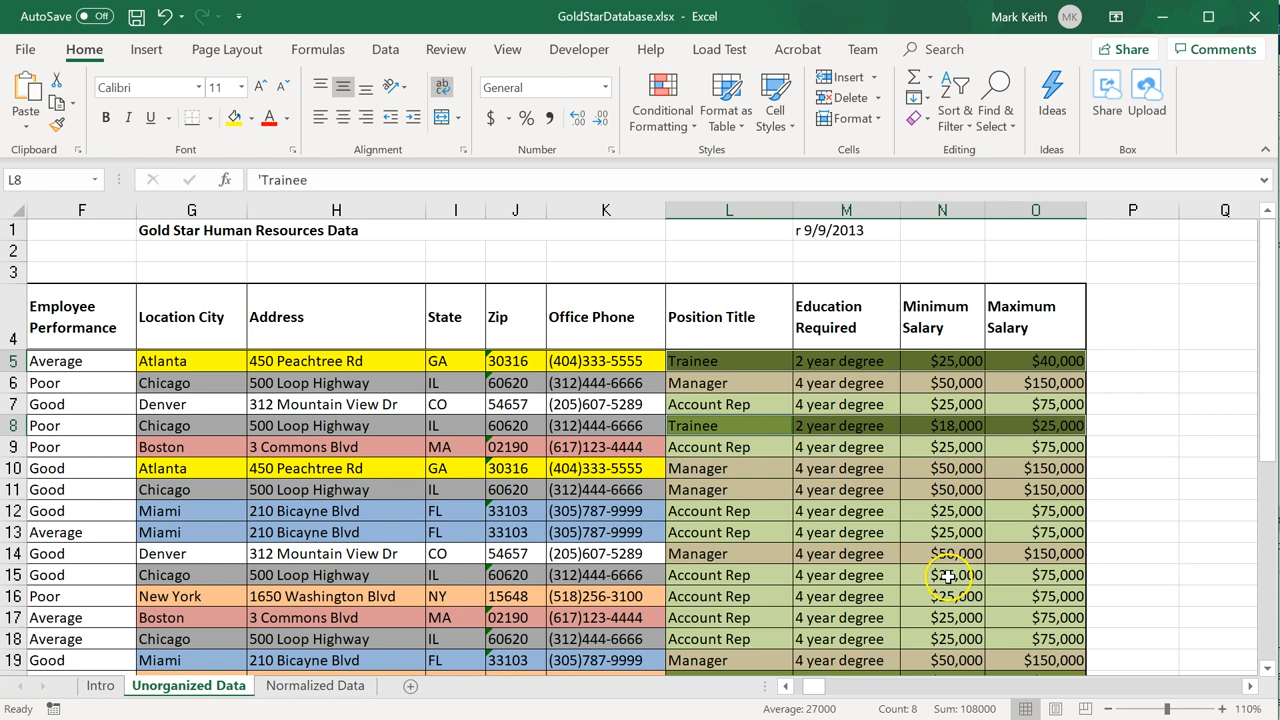 AutoSave Off GoldStarDatabase.xlsx - Excel Mark Keith MK
File Home Insert Page Layout Formulas Data Review View Developer Help Load Test Acrobat Team Search Share Comments
Calibri 11 General Insert
Delete
Format
Paste Conditional Formatting Format as Table Cell Styles Sort & Filter Find & Select Ideas Share Upload
Clipboard Font Alignment Number Styles Cells Editing Ideas Box
L8 fx 'Trainee
F G H I J K L M N O P Q
1 Gold Star Human Resources Data r 9/9/2013
2
3
4 Employee Performance Location City Address State Zip Office Phone Position Title Education Required Minimum Salary Maximum Salary
5 Average Atlanta 450 Peachtree Rd GA 30316 (404)333-5555 Trainee 2 year degree $25,000 $40,000
6 Poor Chicago 500 Loop Highway IL 60620 (312)444-6666 Manager 4 year degree $50,000 $150,000
7 Good Denver 312 Mountain View Dr CO 54657 (205)607-5289 Account Rep 4 year degree $25,000 $75,000
8 Poor Chicago 500 Loop Highway IL 60620 (312)444-6666 Trainee 2 year degree $18,000 $25,000
9 Poor Boston 3 Commons Blvd MA 02190 (617)123-4444 Account Rep 4 year degree $25,000 $75,000
10 Good Atlanta 450 Peachtree Rd GA 30316 (404)333-5555 Manager 4 year degree $50,000 $150,000
11 Good Chicago 500 Loop Highway IL 60620 (312)444-6666 Manager 4 year degree $50,000 $150,000
12 Good Miami 210 Bicayne Blvd FL 33103 (305)787-9999 Account Rep 4 year degree $25,000 $75,000
13 Average Miami 210 Bicayne Blvd FL 33103 (305)787-9999 Account Rep 4 year degree $25,000 $75,000
14 Good Denver 312 Mountain View Dr CO 54657 (205)607-5289 Manager 4 year degree $50,000 $150,000
15 Good Chicago 500 Loop Highway IL 60620 (312)444-6666 Account Rep 4 year degree $75,000
16 Poor New York 1650 Washington Blvd NY 15648 (518)256-3100 Account Rep 4 year degree $25,000 $75,000
17 Average Boston 3 Commons Blvd MA 02190 (617)123-4444 Account Rep 4 year degree $25,000 $75,000
18 Average Chicago 500 Loop Highway IL 60620 (312)444-6666 Account Rep 4 year degree $25,000 $75,000
19 Good Miami 210 Bicayne Blvd FL 33103 (305)787-9999 Manager 4 year degree $50,000 $150,000
Intro Unorganized Data Normalized Data
Ready Average: 27000 Count: 8 Sum: 108000 110%